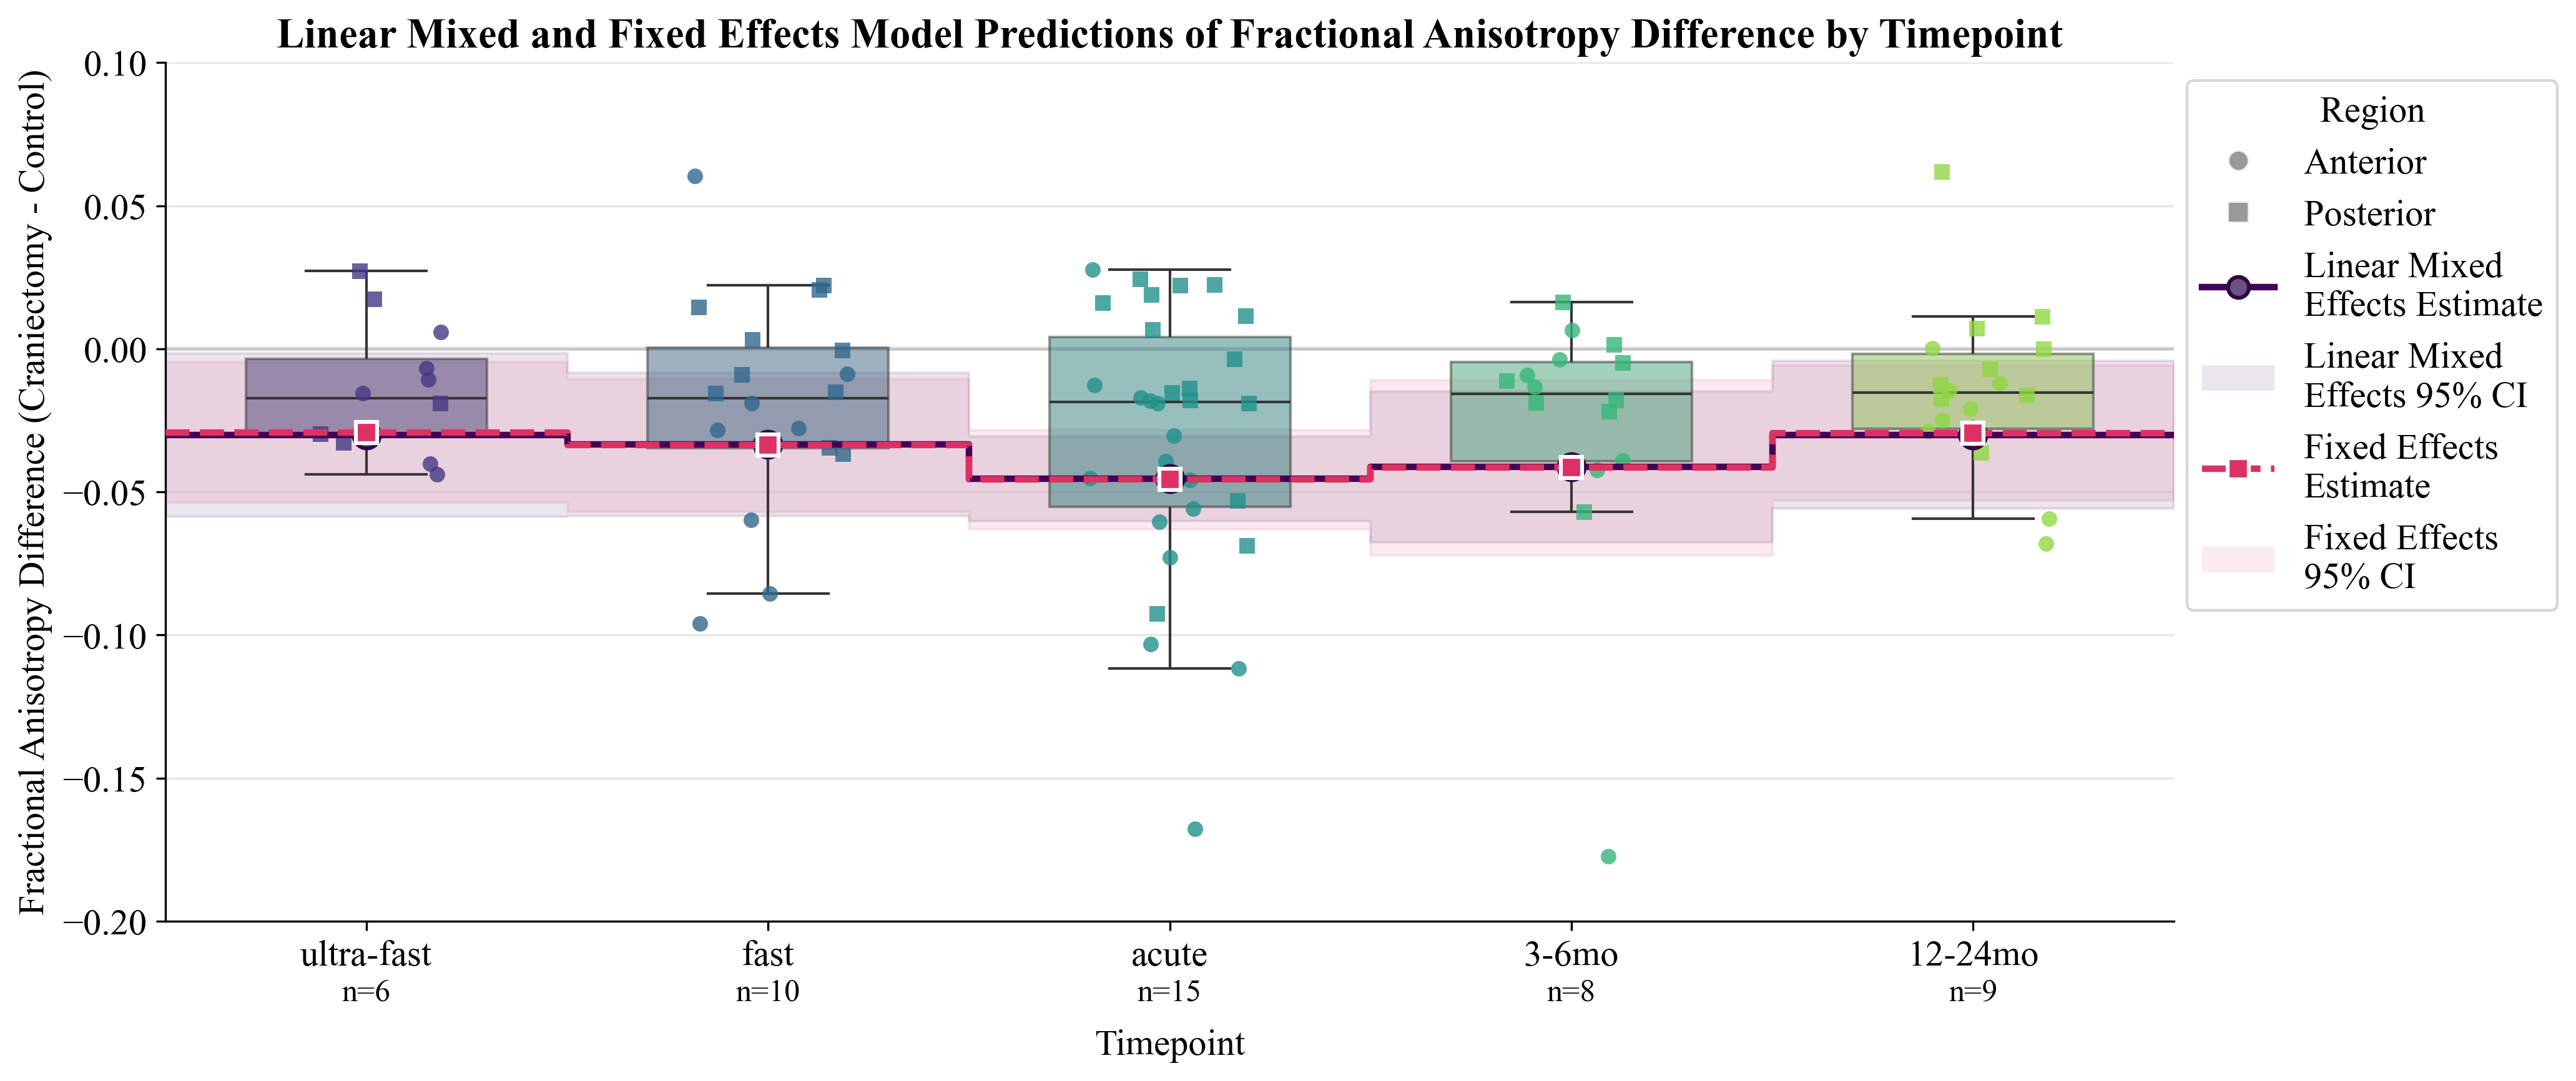 Linear Mixed and Fixed Effects Model Predictions of Fractional Anisotropy Difference by Timepoint
Fractional Anisotropy Difference (Craniectomy - Control)
0.10
0.05
0.00
−0.05
−0.10
−0.15
−0.20
ultra-fast
n=6
fast
n=10
acute
n=15
3-6mo
n=8
12-24mo
n=9
Timepoint
Region
Anterior
Posterior
Linear Mixed
Effects Estimate
Linear Mixed
Effects 95% CI
Fixed Effects
Estimate
Fixed Effects
95% CI